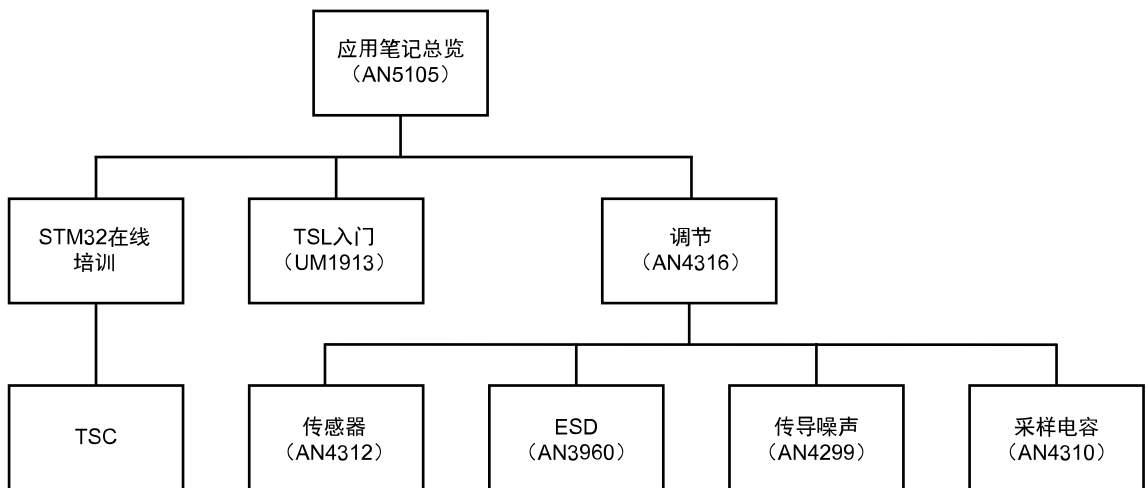 应用笔记总览
（AN5105）
STM32在线
培训
TSL入门
（UM1913）
调节
（AN4316）
TSC
传感器
（AN4312）
ESD
（AN3960）
传导噪声
（AN4299）
采样电容
（AN4310）